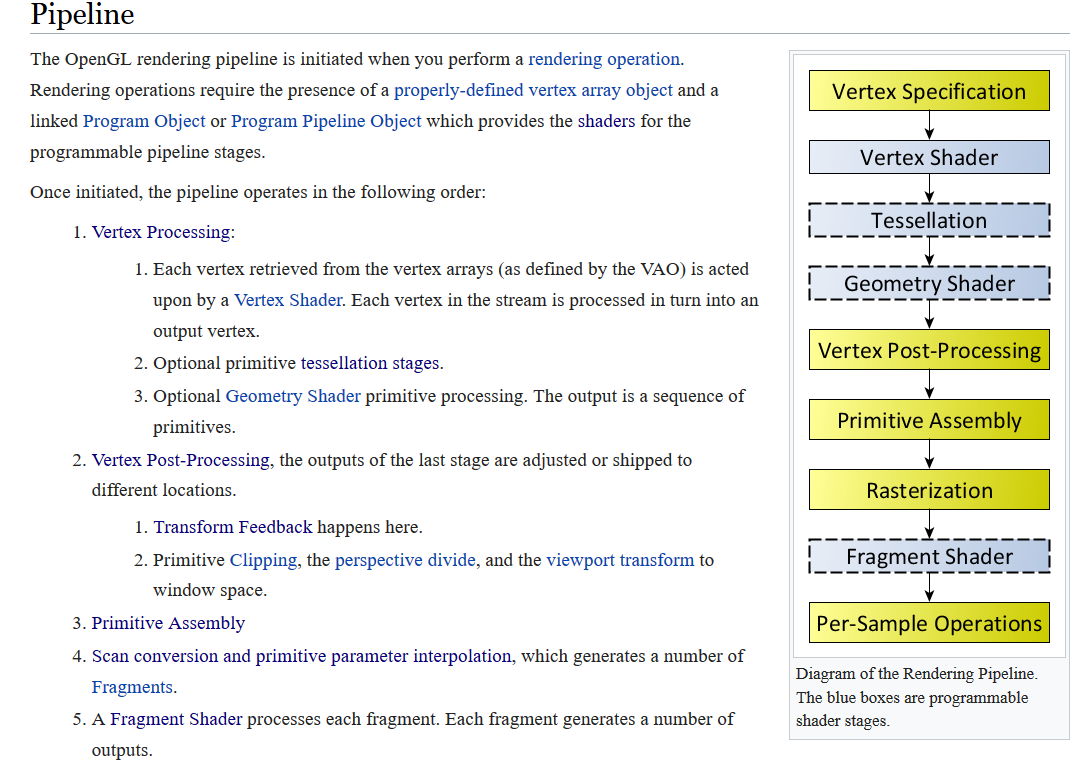 Pipeline
The OpenGL rendering pipeline is initiated when you perform a rendering operation.
Rendering operations require the presence of a properly-defined vertex array object and a
linked Program Object or Program Pipeline Object which provides the shaders for the
programmable pipeline stages.
Once initiated, the pipeline operates in the following order:
1. Vertex Processing:
1. Each vertex retrieved from the vertex arrays (as defined by the VAO) is acted
upon by a Vertex Shader. Each vertex in the stream is processed in turn into an
output vertex.
2. Optional primitive tessellation stages.
3. Optional Geometry Shader primitive processing. The output is a sequence of
primitives.
2. Vertex Post-Processing, the outputs of the last stage are adjusted or shipped to
different locations.
1. Transform Feedback happens here.
2. Primitive Clipping, the perspective divide, and the viewport transform to
window space.
3. Primitive Assembly
4. Scan conversion and primitive parameter interpolation, which generates a number of
Fragments.
5. A Fragment Shader processes each fragment. Each fragment generates a number of
outputs.
Vertex Specification
Vertex Shader
Tessellation
Geometry Shader
Vertex Post-Processing
Primitive Assembly
Rasterization
Fragment Shader
Per-Sample Operations
Diagram of the Rendering Pipeline.
The blue boxes are programmable
shader stages.